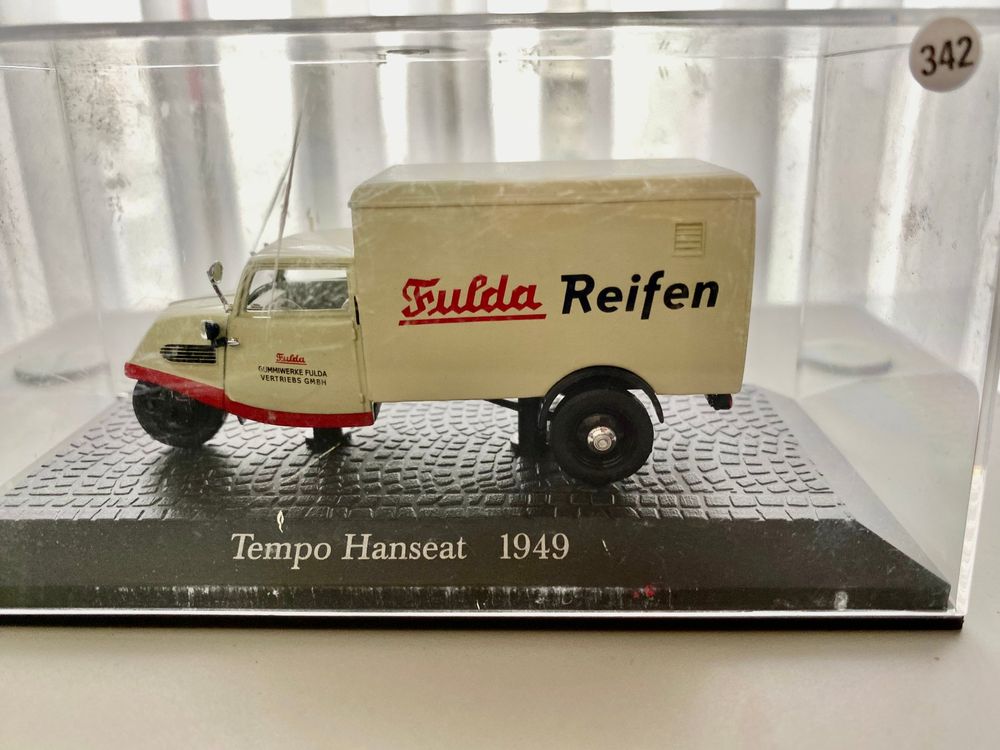 342
Fulda Reifen
Fulda
GUMMIWERKE FULDA
VERTRIEBS GMBH
Tempo Hanseat 1949